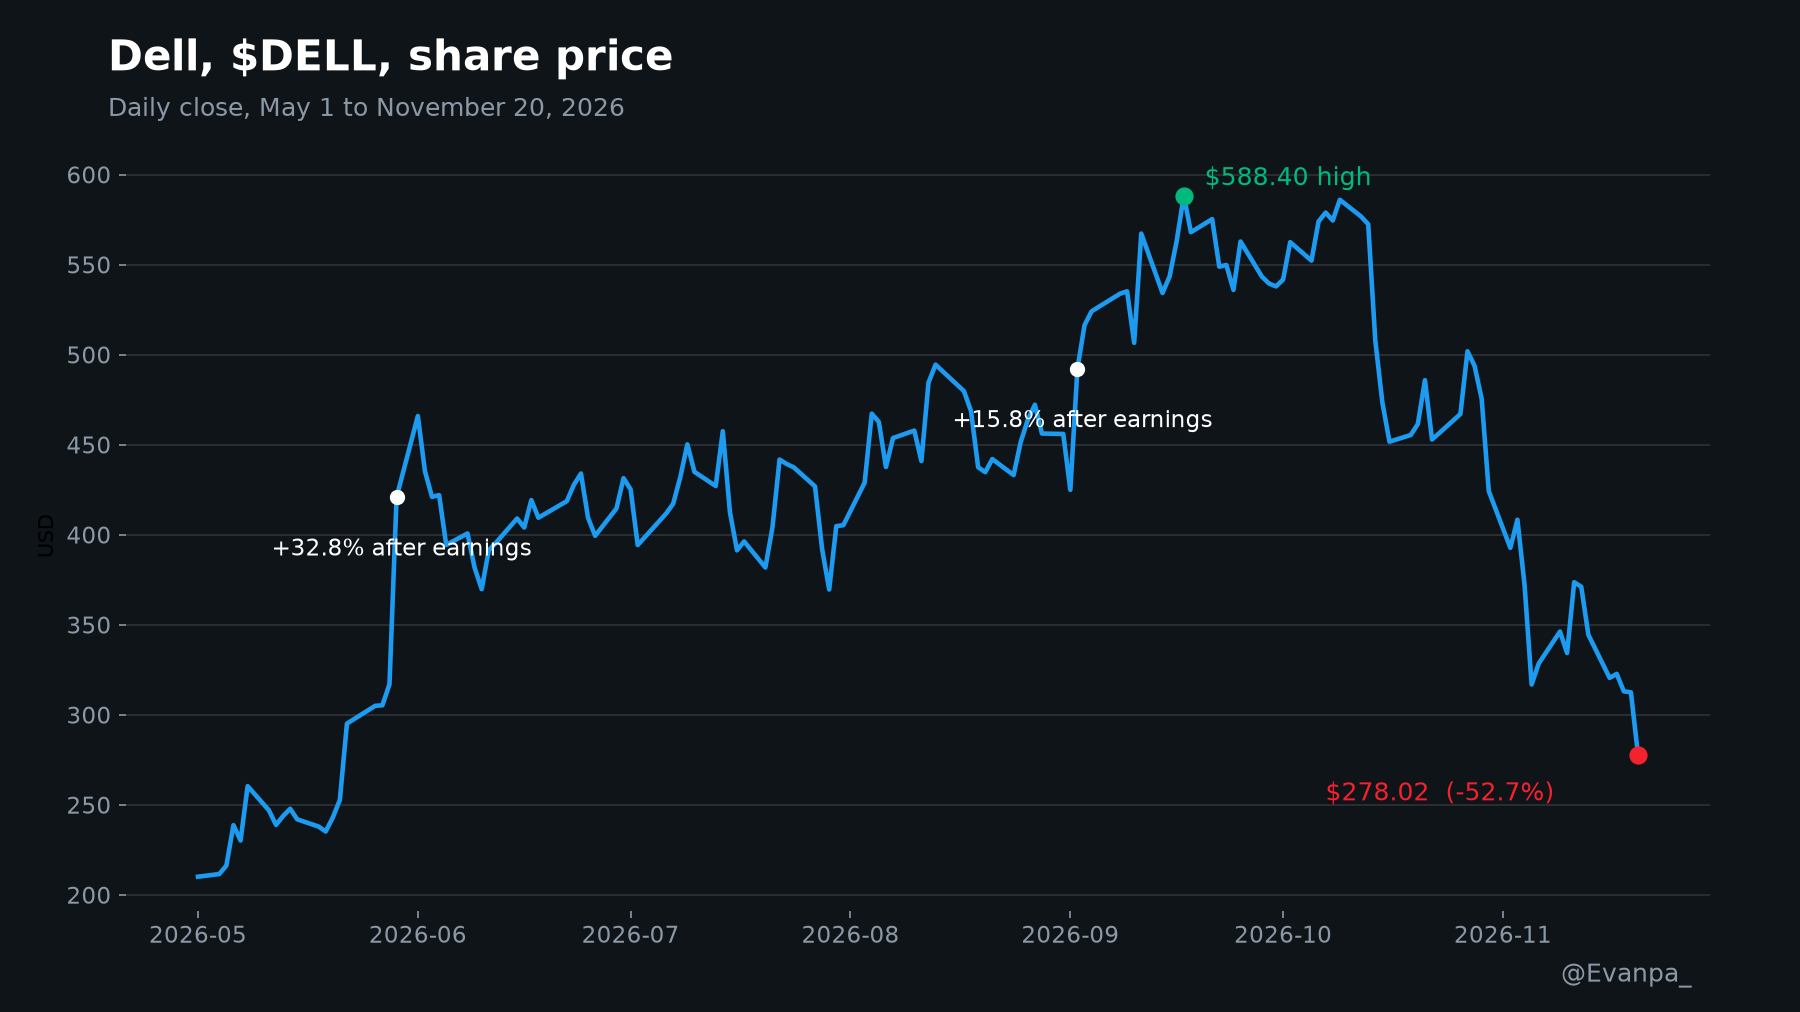 Dell, $DELL, share price
Daily close, May 1 to November 20, 2026
600
$588.40 high
550
500
+15.8% after earnings
450
USD
400
+32.8% after earnings
350
300
$278.02 (-52.7%)
250
200
2026-05 2026-06 2026-07 2026-08 2026-09 2026-10 2026-11
@Evanpa_